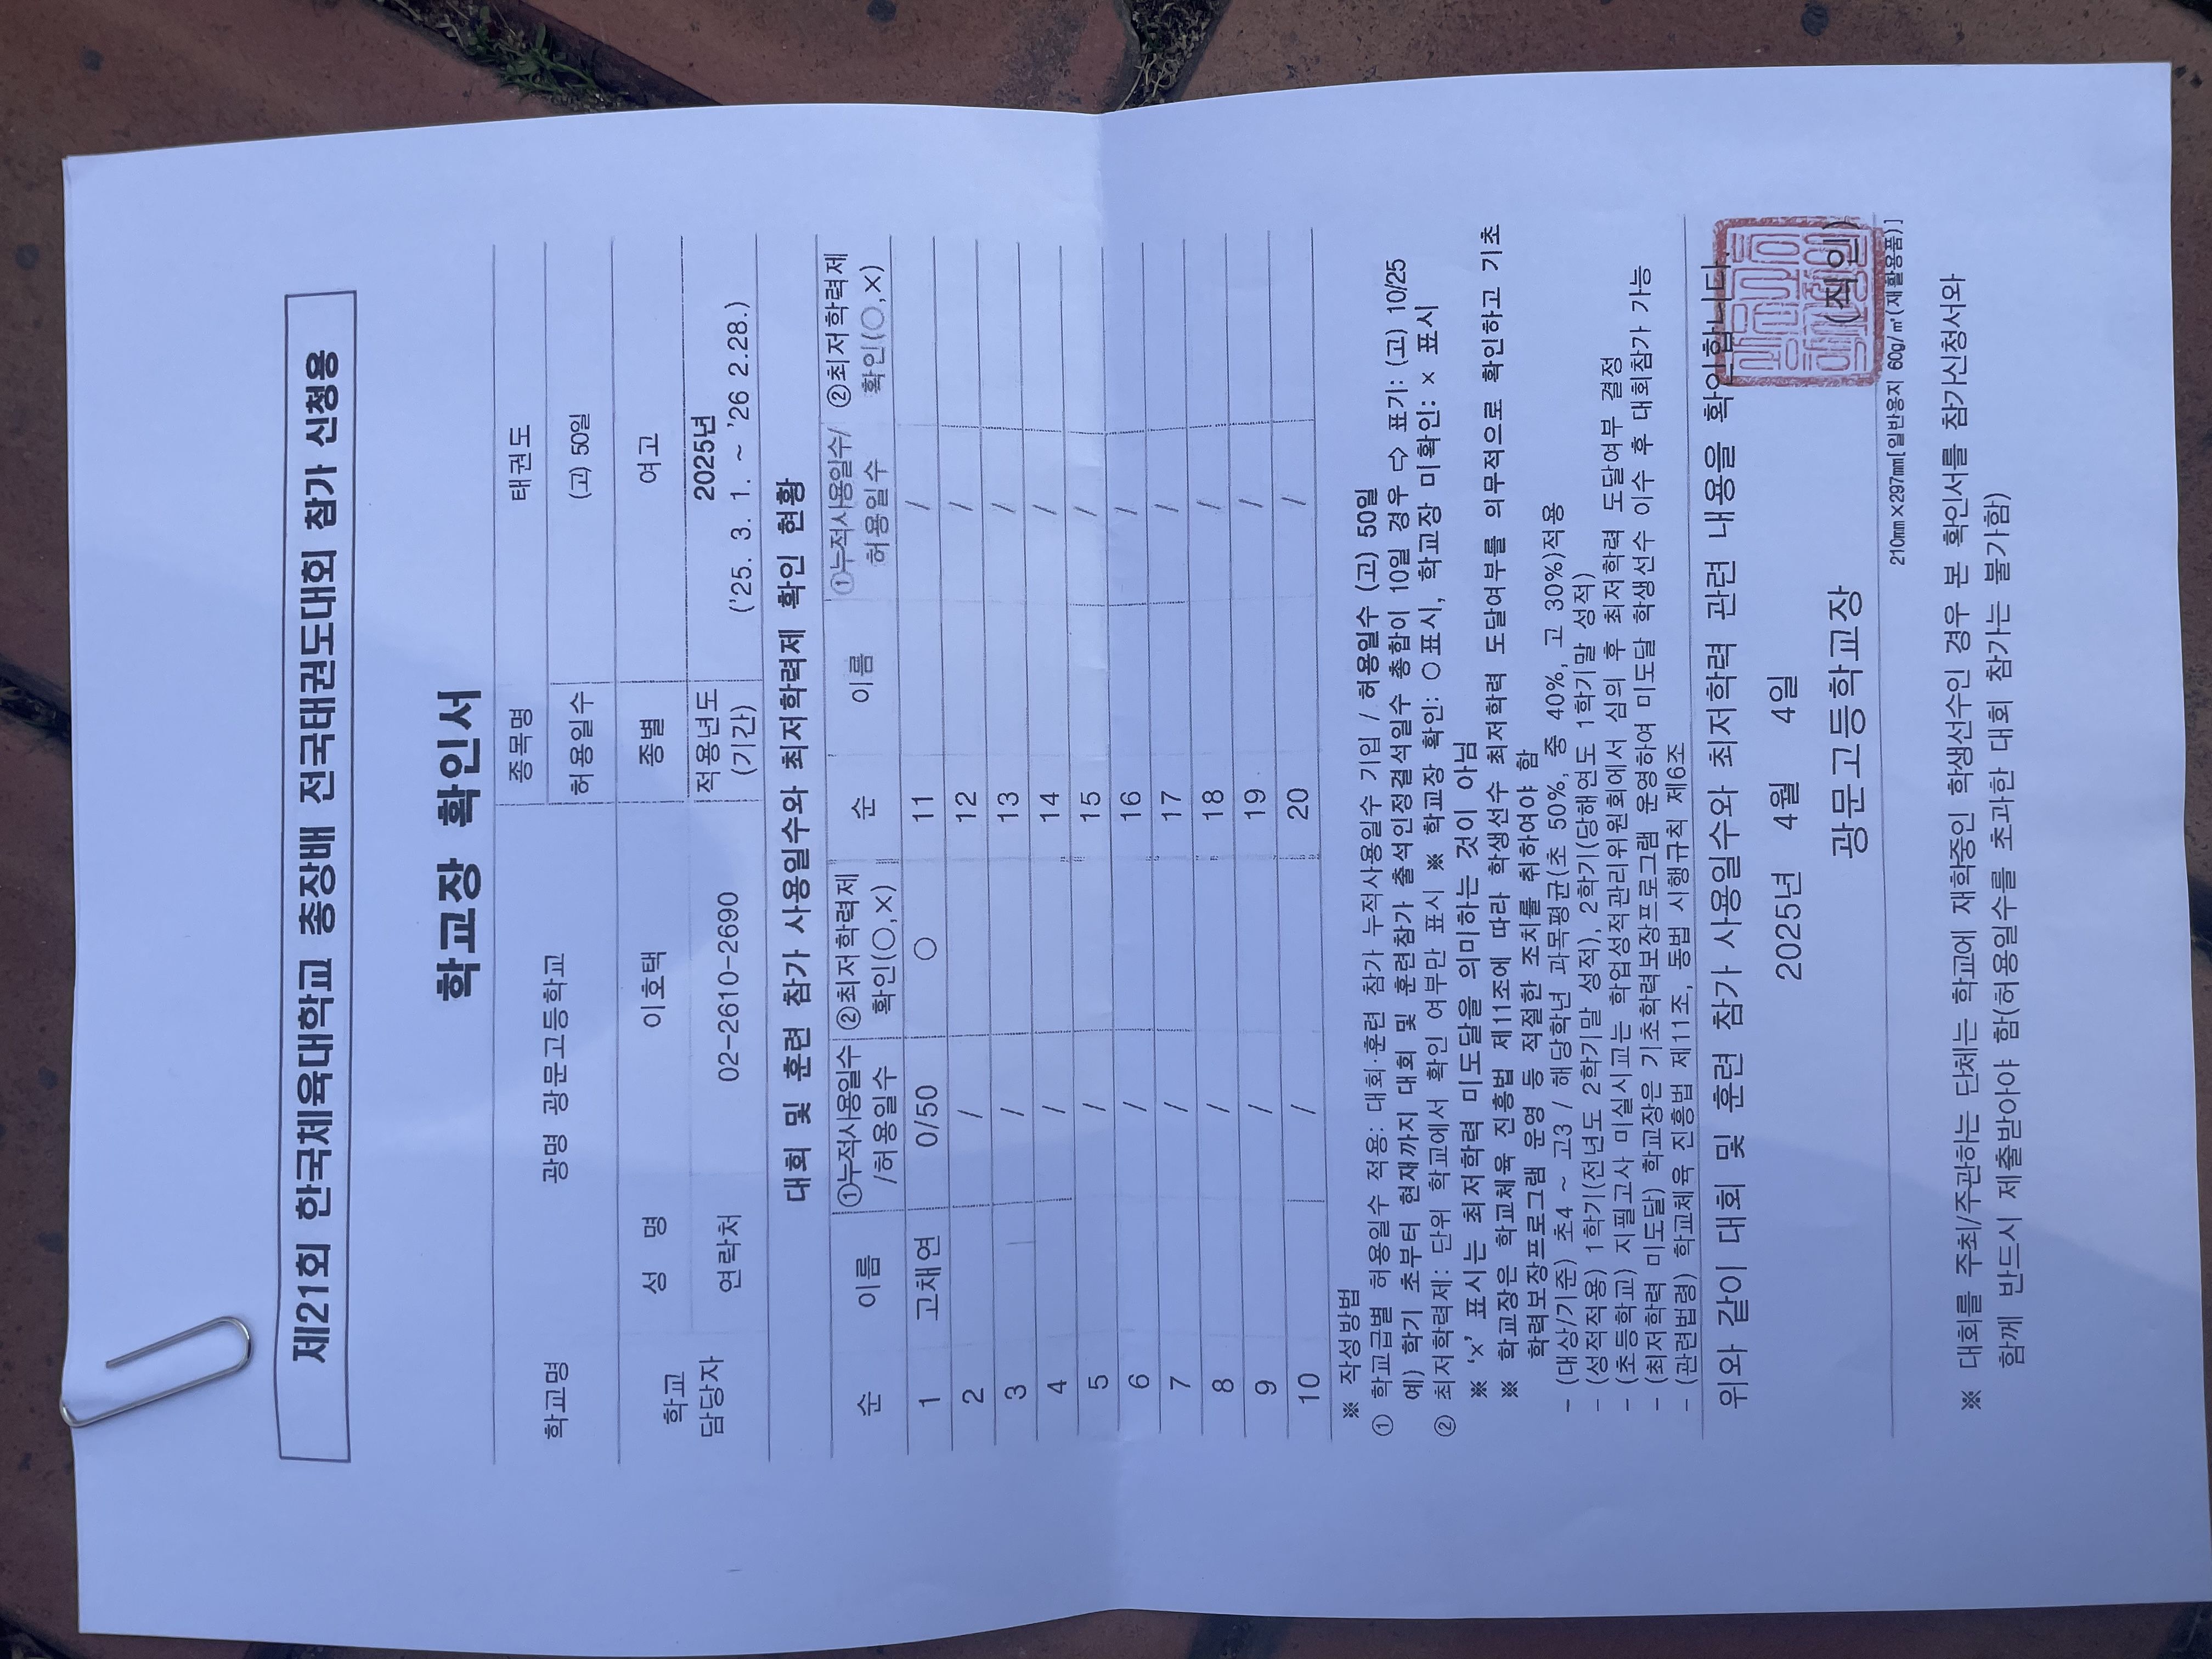 제21회 한국체육대학교 총장배 전국태권도대회 참가 신청용
학교장 확인서
학교명 광명 광문고등학교 종목명 태권도
허용일수 (고) 50일
학교 담당자 성 명 이호택 종별 여고
연락처 02-2610-2690 적용년도 (기간) 2025년
('25. 3. 1. ~ '26 2.28.)
대회 및 훈련 참가 사용일수와 최저학력제 확인 현황
순 이름 ①누적사용일수 /허용일수 ②최저학력제 확인(○,×) 순 이름 ①누적사용일수/ 허용일수 ②최저학력제 확인(○,×)
1 고채연 0/50 ○ 11 /
2 / 12 /
3 / 13 /
4 / 14 /
5 / 15 /
6 / 16 /
7 / 17 /
8 / 18 /
9 / 19 /
10 / 20 /
※ 작성방법
① 학교급별 허용일수 적용: 대회·훈련 참가 누적사용일수 기입 / 허용일수 (고) 50일
예) 학기 초부터 현재까지 대회 및 훈련참가 출석인정결석일수 총합이 10일 경우 ⇨ 표기: (고) 10/25
② 최저학력제: 단위 학교에서 확인 여부만 표시 ※ 학교장 확인: ○표시, 학교장 미확인: × 표시
※ '×' 표시는 최저학력 미도달을 의미하는 것이 아님
※ 학교장은 학교체육 진흥법 제11조에 따라 학생선수 최저학력 도달여부를 의무적으로 확인하고 기초
학력보장프로그램 운영 등 적절한 조치를 취하여야 함
- (대상/기준) 초4 ~ 고3 / 해당학년 과목평균(초 50%, 중 40%, 고 30%)적용
- (성적적용) 1학기(전년도 2학기말 성적), 2학기(당해연도 1학기말 성적)
- (초등학교) 지필고사 미실시교는 학업성적관리위원회에서 심의 후 최저학력 도달여부 결정
- (최저학력 미도달) 학교장은 기초학력보장프로그램 운영하여 미도달 학생선수 이수 후 대회참가 가능
- (관련법령) 학교체육 진흥법 제11조, 동법 시행규칙 제6조
위와 같이 대회 및 훈련 참가 사용일수와 최저학력 관련 내용을 확인합니다.
2025년 4월 4일
광문고등학교장 (직인)
210㎜×297㎜[일반용지 60g/㎡(재활용품)]
※ 대회를 주최/주관하는 단체는 학교에 재학중인 학생선수인 경우 본 확인서를 참가신청서와
함께 반드시 제출받아야 함(허용일수를 초과한 대회 참가는 불가함)